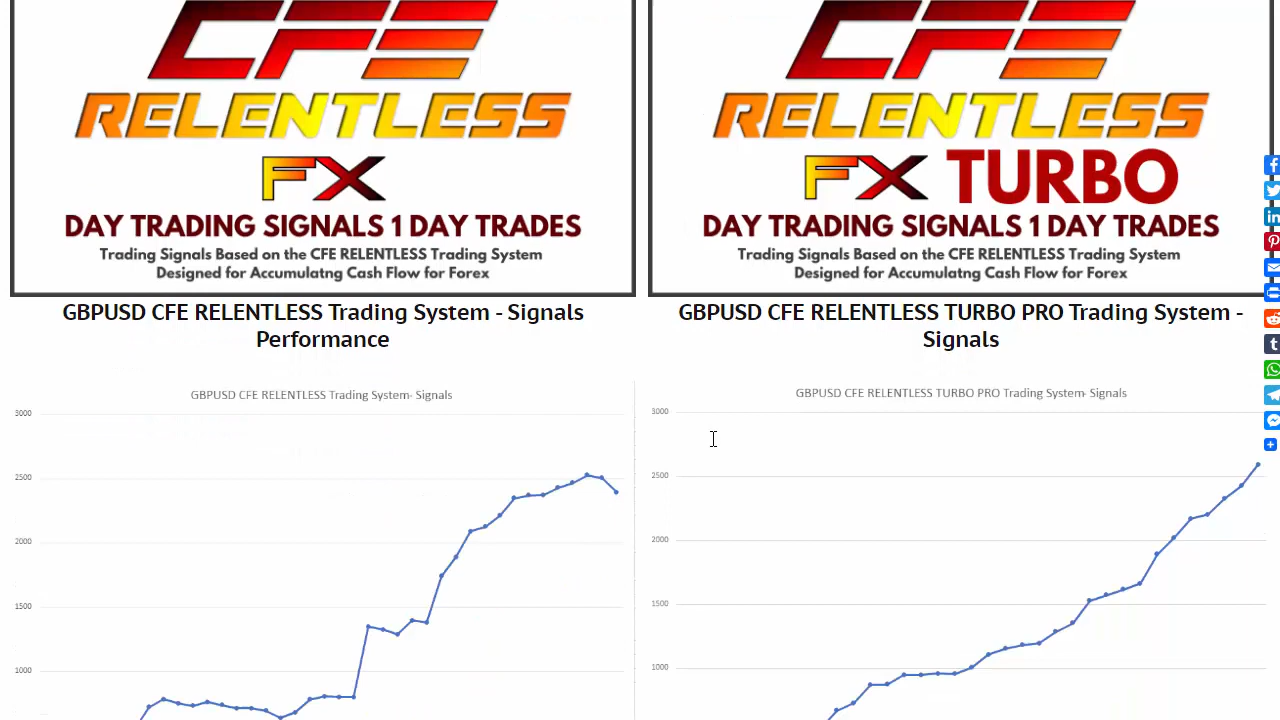 CFE
RELENTLESS
FX
DAY TRADING SIGNALS 1 DAY TRADES
Trading Signals Based on the CFE RELENTLESS Trading System
Designed for Accumulatng Cash Flow for Forex
GBPUSD CFE RELENTLESS Trading System - Signals
Performance
GBPUSD CFE RELENTLESS Trading System- Signals
3000
2500
2000
1500
1000
CFE
RELENTLESS
FX TURBO
DAY TRADING SIGNALS 1 DAY TRADES
Trading Signals Based on the CFE RELENTLESS Trading System
Designed for Accumulatng Cash Flow for Forex
GBPUSD CFE RELENTLESS TURBO PRO Trading System -
Signals
GBPUSD CFE RELENTLESS TURBO PRO Trading System- Signals
3000
2500
2000
1500
1000